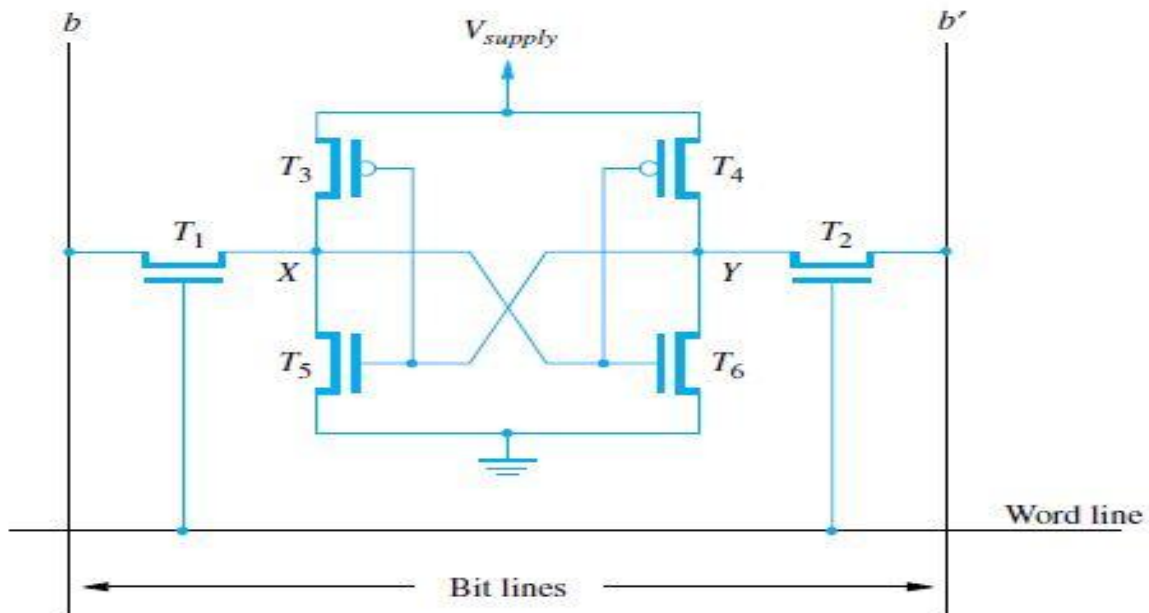 b
b′
V_supply
T₃
T₄
T₁
T₂
X
Y
T₅
T₆
Word line
Bit lines